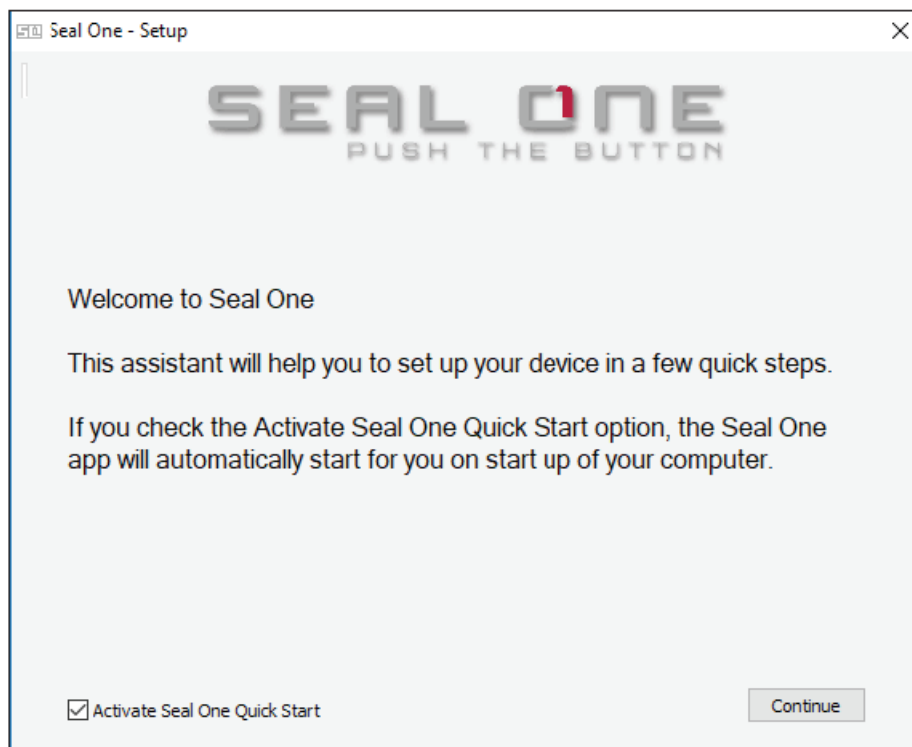 Seal One - Setup
SEAL ONE
PUSH THE BUTTON
Welcome to Seal One
This assistant will help you to set up your device in a few quick steps.
If you check the Activate Seal One Quick Start option, the Seal One
app will automatically start for you on start up of your computer.
Activate Seal One Quick Start
Continue